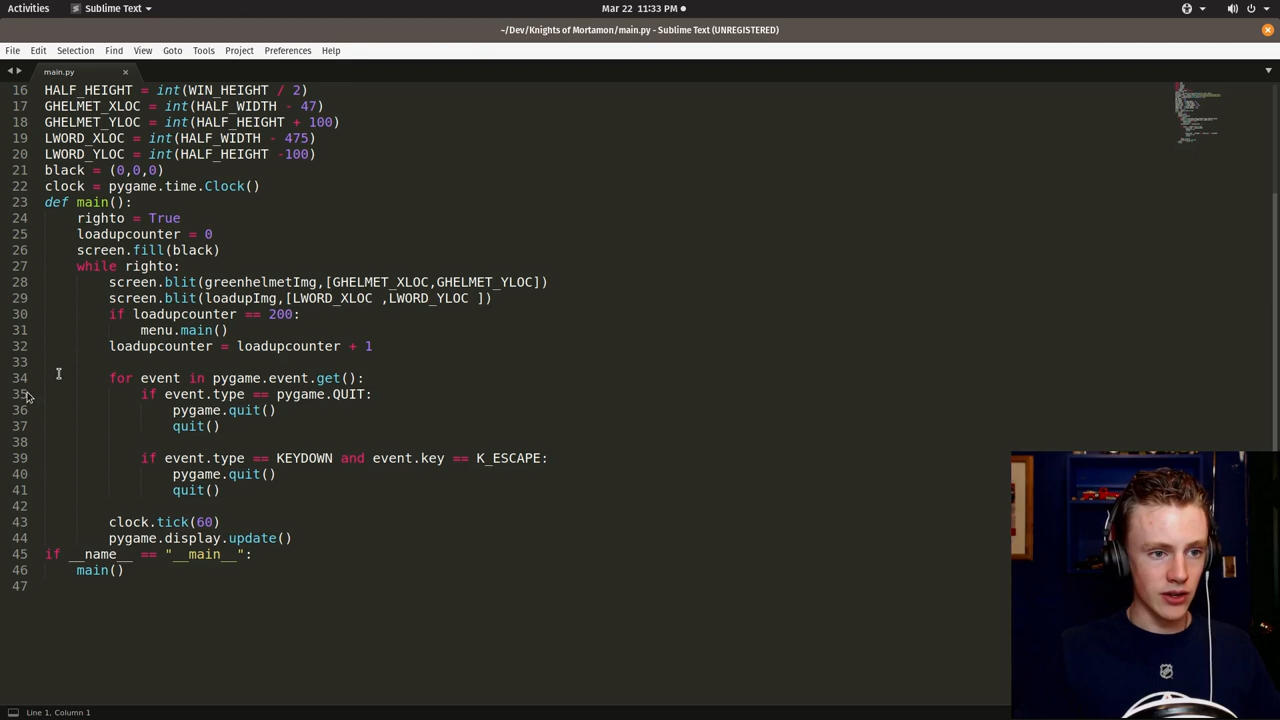 Activities Sublime Text Mar 22 11:33 PM
~/Dev/Knights of Mortamon/main.py - Sublime Text (UNREGISTERED)
File Edit Selection Find View Goto Tools Project Preferences Help
main.py
16 HALF_HEIGHT = int(WIN_HEIGHT / 2)
17 GHELMET_XLOC = int(HALF_WIDTH - 47)
18 GHELMET_YLOC = int(HALF_HEIGHT + 100)
19 LWORD_XLOC = int(HALF_WIDTH - 475)
20 LWORD_YLOC = int(HALF_HEIGHT -100)
21 black = (0,0,0)
22 clock = pygame.time.Clock()
23 def main():
24 righto = True
25 loadupcounter = 0
26 screen.fill(black)
27 while righto:
28 screen.blit(greenhelmetImg,[GHELMET_XLOC,GHELMET_YLOC])
29 screen.blit(loadupImg,[LWORD_XLOC ,LWORD_YLOC ])
30 if loadupcounter == 200:
31 menu.main()
32 loadupcounter = loadupcounter + 1
33
34 for event in pygame.event.get():
35 if event.type == pygame.QUIT:
36 pygame.quit()
37 quit()
38
39 if event.type == KEYDOWN and event.key == K_ESCAPE:
40 pygame.quit()
41 quit()
42
43 clock.tick(60)
44 pygame.display.update()
45 if __name__ == "__main__":
46 main()
47
Line 1, Column 1